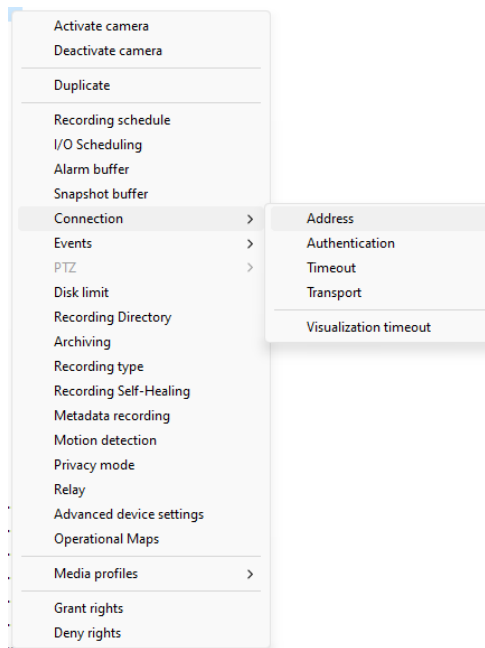 Activate camera
Deactivate camera
Duplicate
Recording schedule
I/O Scheduling
Alarm buffer
Snapshot buffer
Connection
Address
Events
Authentication
PTZ
Timeout
Disk limit
Transport
Recording Directory
Visualization timeout
Archiving
Recording type
Recording Self-Healing
Metadata recording
Motion detection
Privacy mode
Relay
Advanced device settings
Operational Maps
Media profiles
Grant rights
Deny rights